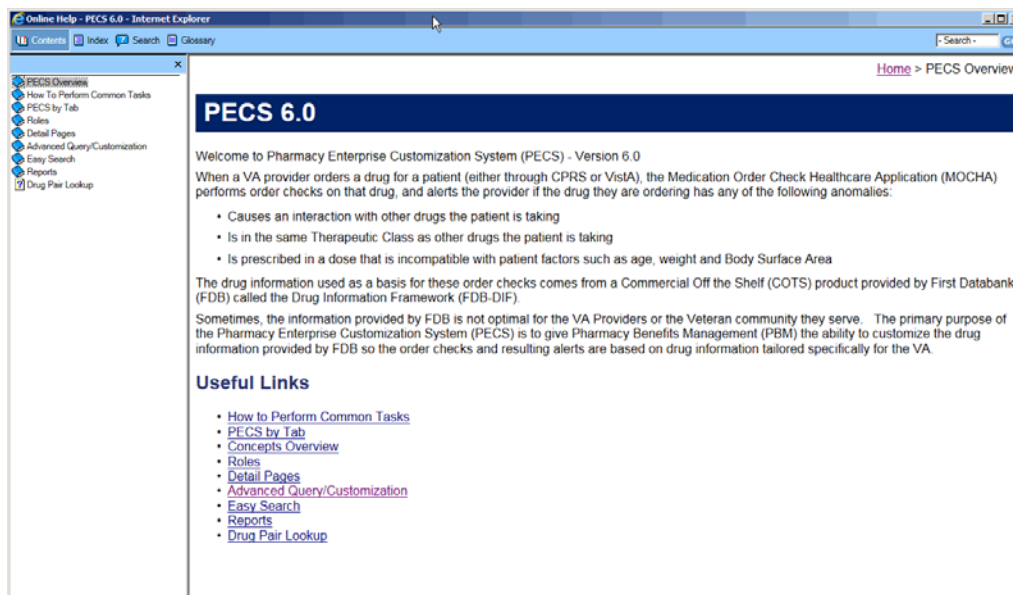 Online Help - PECS 6.0 - Internet Explorer
Contents Index Search Glossary
- Search -
PECS Overview
How To Perform Common Tasks
PECS by Tab
Roles
Detail Pages
Advanced Query/Customization
Easy Search
Reports
Drug Pair Lookup
Home > PECS Overview
PECS 6.0
Welcome to Pharmacy Enterprise Customization System (PECS) - Version 6.0
When a VA provider orders a drug for a patient (either through CPRS or VistA), the Medication Order Check Healthcare Application (MOCHA)
performs order checks on that drug, and alerts the provider if the drug they are ordering has any of the following anomalies:
• Causes an interaction with other drugs the patient is taking
• Is in the same Therapeutic Class as other drugs the patient is taking
• Is prescribed in a dose that is incompatible with patient factors such as age, weight and Body Surface Area
The drug information used as a basis for these order checks comes from a Commercial Off the Shelf (COTS) product provided by First Databank
(FDB) called the Drug Information Framework (FDB-DIF).
Sometimes, the information provided by FDB is not optimal for the VA Providers or the Veteran community they serve. The primary purpose of
the Pharmacy Enterprise Customization System (PECS) is to give Pharmacy Benefits Management (PBM) the ability to customize the drug
information provided by FDB so the order checks and resulting alerts are based on drug information tailored specifically for the VA.
Useful Links
• How to Perform Common Tasks
• PECS by Tab
• Concepts Overview
• Roles
• Detail Pages
• Advanced Query/Customization
• Easy Search
• Reports
• Drug Pair Lookup